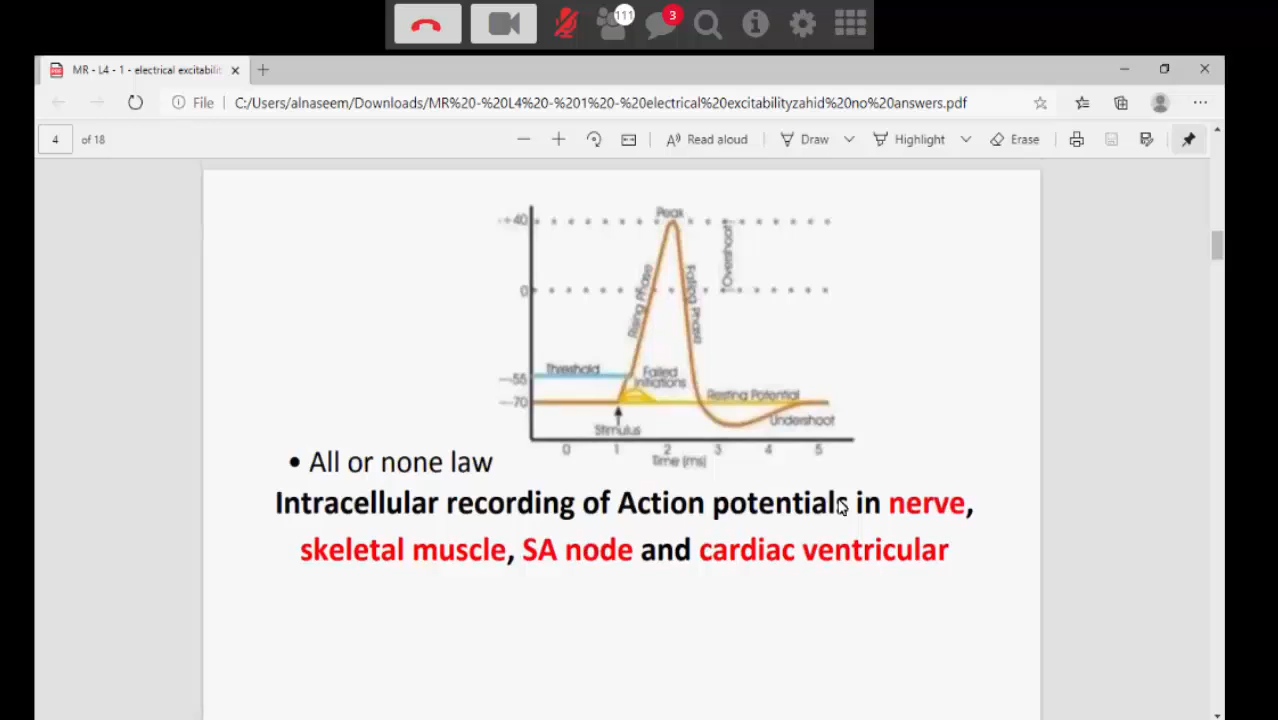 111
3
MR - L4 - 1 - electrical excitabili
File
C:/Users/alnaseem/Downloads/MR%20-%20L4%20-%201%20-%20electrical%20excitabilityzahid%20no%20answers.pdf
4 of 18
Read aloud
Draw
Highlight
Erase
+40
Peak
Overshoot
Rising Phase
Falling Phase
0
Threshold
Failed
Initiations
-55
-70
Resting Potential
Undershoot
Stimulus
0 1 2 3 4 5
Time (ms)
• All or none law
Intracellular recording of Action potentials in nerve,
skeletal muscle, SA node and cardiac ventricular